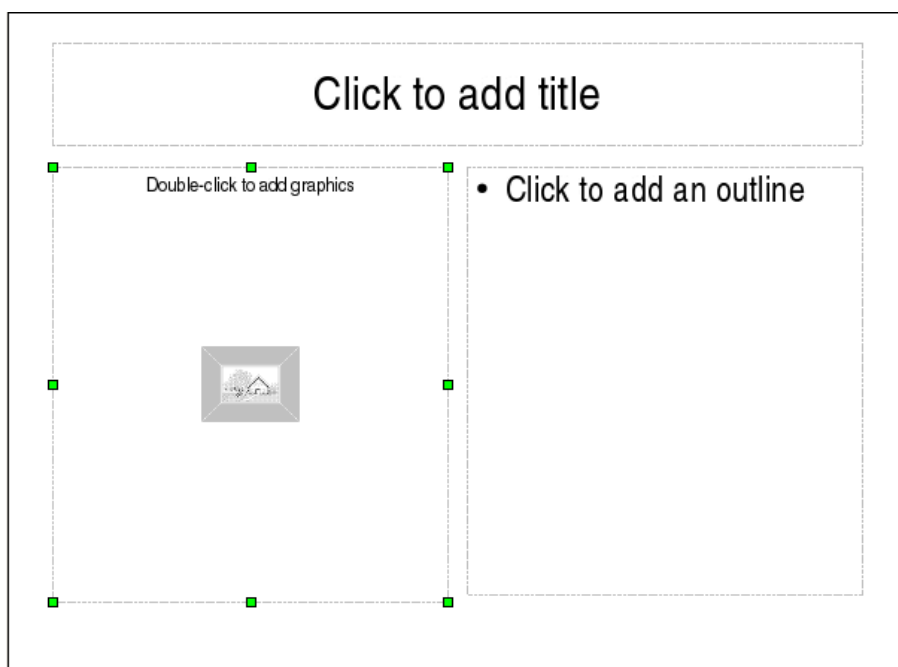 Click to add title
Double-click to add graphics
• Click to add an outline